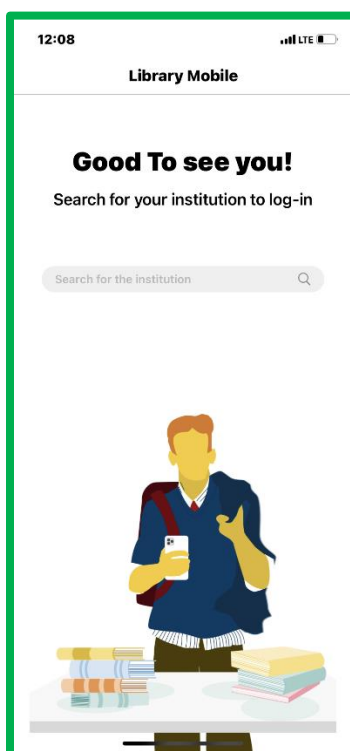 12:08 LTE
Library Mobile
Good To see you!
Search for your institution to log-in
Search for the institution